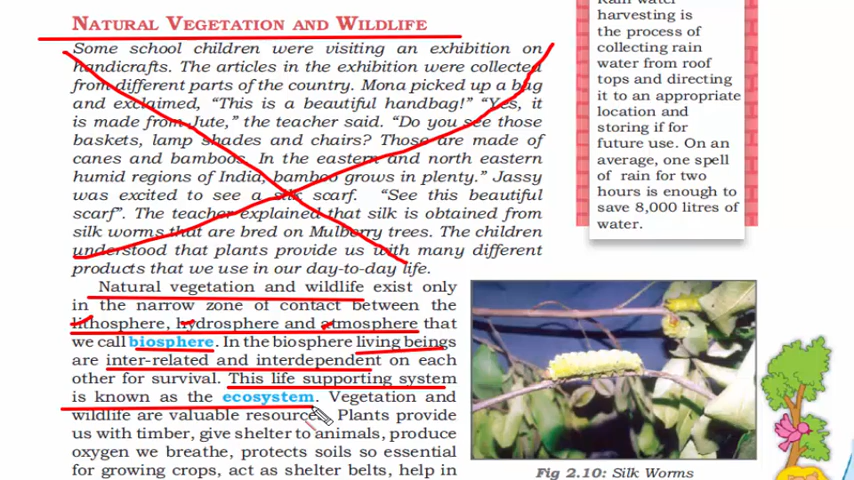 NATURAL VEGETATION AND WILDLIFE
Some school children were visiting an exhibition on
handicrafts. The articles in the exhibition were collected
from different parts of the country. Mona picked up a bag
and exclaimed, “This is a beautiful handbag!” “Yes, it
is made from Jute,” the teacher said. “Do you see those
baskets, lamp shades and chairs? Those are made of
canes and bamboos. In the eastern and north eastern
humid regions of India, bamboo grows in plenty.” Jassy
was excited to see a silk scarf. “See this beautiful
scarf”. The teacher explained that silk is obtained from
silk worms that are bred on Mulberry trees. The children
understood that plants provide us with many different
products that we use in our day-to-day life.
Natural vegetation and wildlife exist only
in the narrow zone of contact between the
lithosphere, hydrosphere and atmosphere that
we call biosphere. In the biosphere living beings
are inter-related and interdependent on each
other for survival. This life supporting system
is known as the ecosystem. Vegetation and
wildlife are valuable resources. Plants provide
us with timber, give shelter to animals, produce
oxygen we breathe, protects soils so essential
for growing crops, act as shelter belts, help in
Rain water
harvesting is
the process of
collecting rain
water from roof
tops and directing
it to an appropriate
location and
storing if for
future use. On an
average, one spell
of rain for two
hours is enough to
save 8,000 litres of
water.
Fig 2.10: Silk Worms